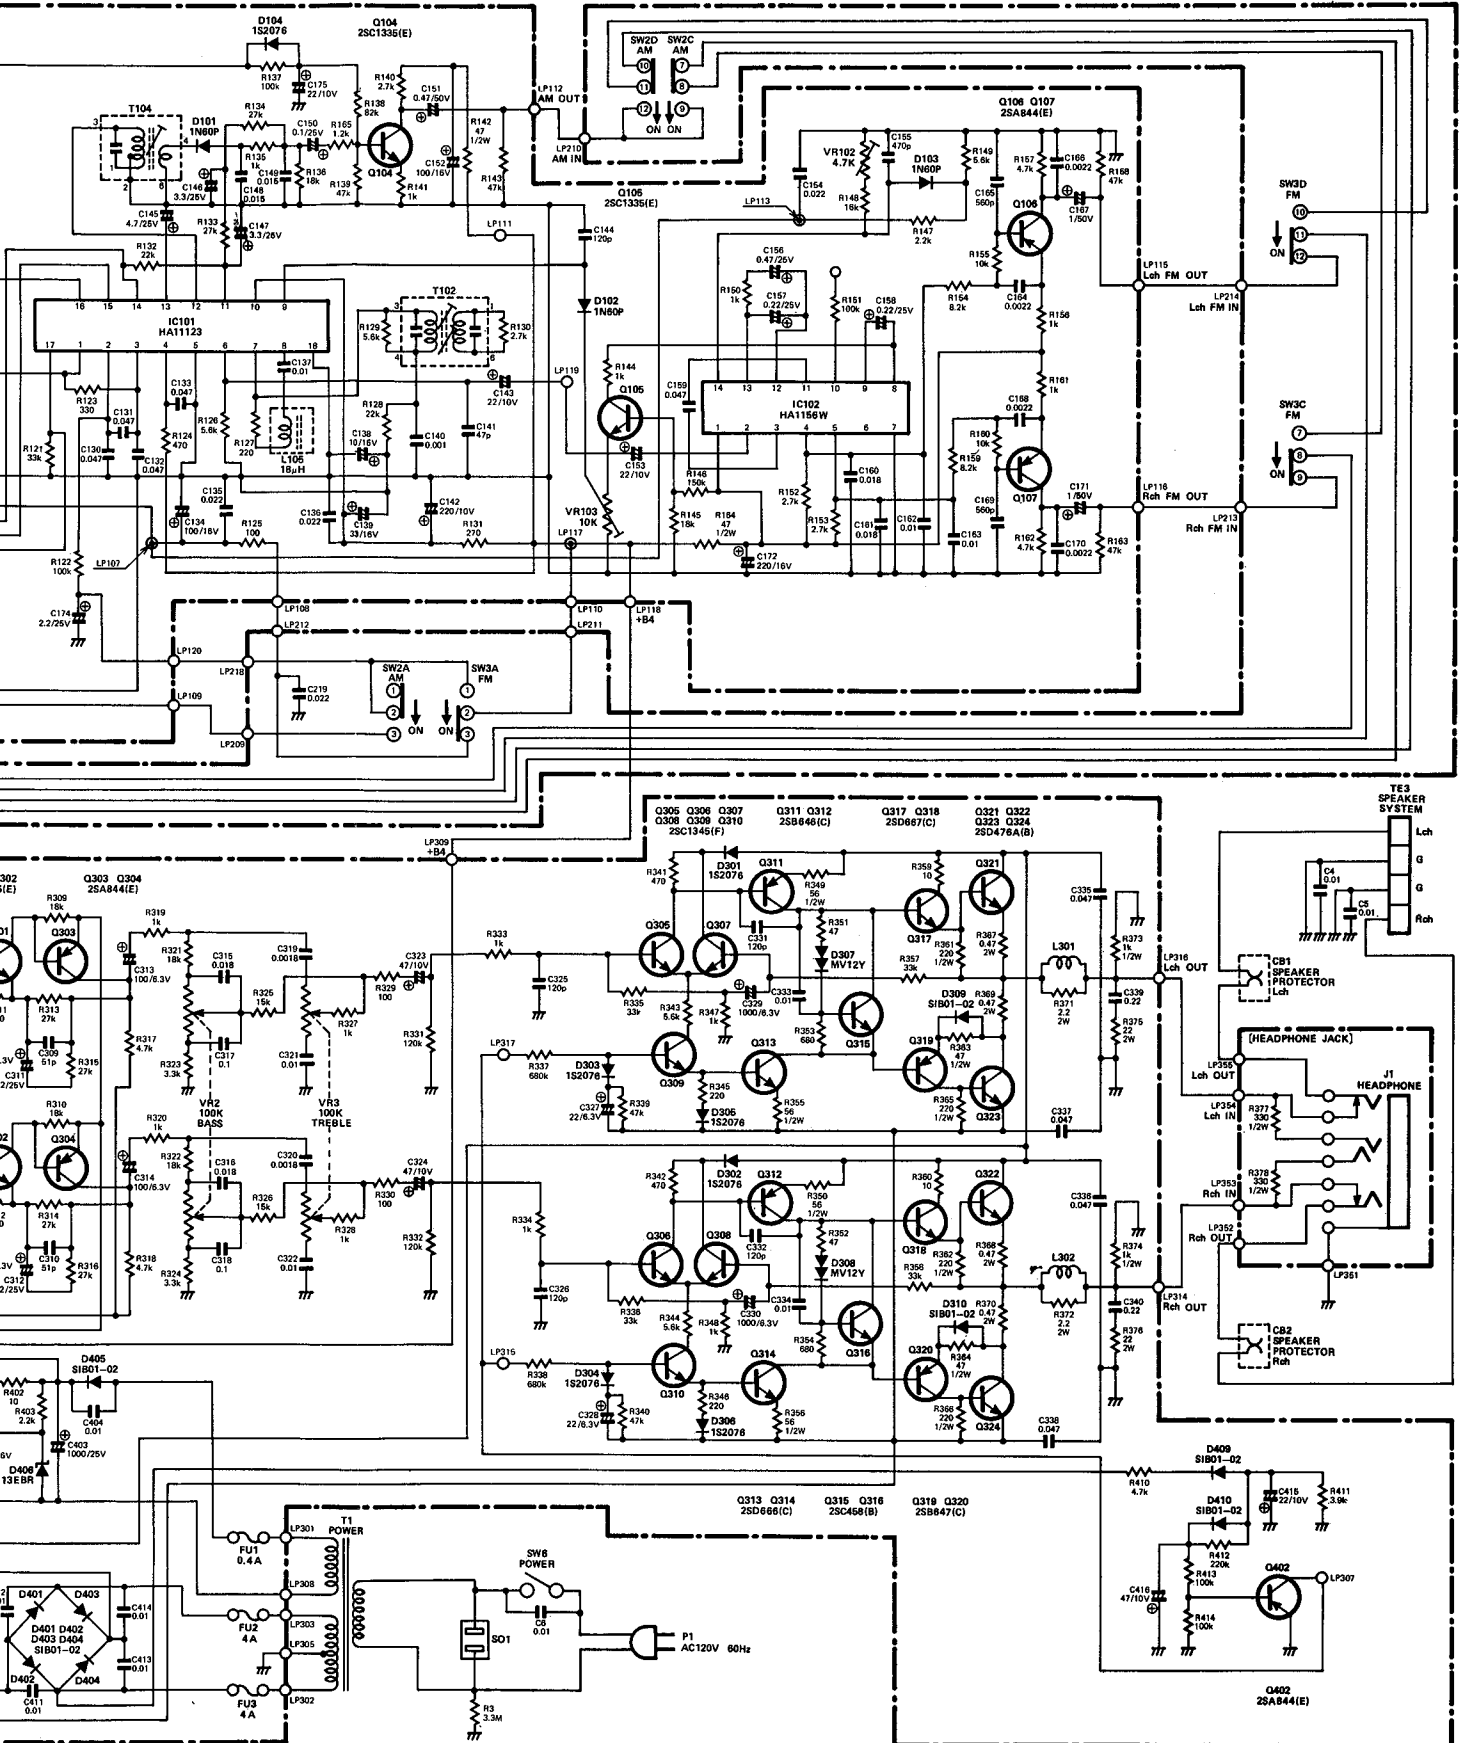 D104
1S2076
Q104
2SC1335(E)
R137
100k
C175
22/10V
R140
2.7k
C151
0.47/50V
R138
82k
T104
D101
1N60P
R134
27k
C150
0.1/25V
R165
1.2k
R142
47
1/2W
LP112
AM OUT
R135
1k
C149
0.015
R136
18k
Q104
C152
100/16V
R139
47k
R141
1k
R143
47k
C146
3.3/25V
C148
0.015
C145
4.7/25V
R133
27k
C147
3.3/25V
R132
22k
LP111
C144
120p
SW2D
AM
SW2C
AM
ON ON
LP210
AM IN
Q106
2SC1335(E)
Q106 Q107
2SA844(E)
VR102
4.7K
C155
470p
D103
1N60P
R149
5.6k
R157
4.7k
C166
0.0022
R158
47k
C154
0.022
LP113
R148
16k
C165
560p
C167
1/50V
Q106
R147
2.2k
SW3D
FM
ON
R155
10k
LP115
Lch FM OUT
LP214
Lch FM IN
C156
0.47/25V
R150
1k
C157
0.22/25V
R151
100k
C158
0.22/25V
R154
8.2k
C164
0.0022
R156
1k
16 15 14 13 12 11 10 9
IC101
HA1123
17 1 2 3 4 5 6 7 8 18
T102
R129
5.6k
R130
2.7k
D102
1N60P
R144
1k
C137
0.01
LP119
C143
22/10V
Q105
C159
0.047
14 13 12 11 10 9 8
IC102
HA1156W
1 2 3 4 5 6 7
R161
1k
C168
0.0022
SW3C
FM
ON
R123
330
C133
0.047
C131
0.047
R121
33k
C130
0.047
C132
0.047
R124
470
R126
5.6k
R127
220
L105
18μH
R128
22k
C138
10/16V
C140
0.001
C141
47p
C153
22/10V
R146
150k
C160
0.018
R159
8.2k
R160
10k
Q107
C171
1/50V
LP116
Rch FM OUT
LP213
Rch FM IN
C135
0.022
C134
100/16V
R125
100
C136
0.022
C139
33/16V
C142
220/10V
R131
270
VR103
10K
LP117
R145
18k
R164
47
1/2W
R152
2.7k
R153
2.7k
C161
0.018
C162
0.01
C163
0.01
C169
560p
R162
4.7k
C170
0.0022
R163
47k
C172
220/16V
R122
100k
LP107
C174
2.2/25V
LP108
LP212
LP110
LP211
LP118
+B4
LP120
LP218
LP109
LP209
C219
0.022
SW2A
AM
SW3A
FM
ON ON
LP309
+B4
Q305 Q306 Q307
Q308 Q309 Q310
2SC1345(F)
Q311 Q312
2SB646(C)
Q317 Q318
2SD667(C)
Q321 Q322
Q323 Q324
2SD476A(B)
TE3
SPEAKER
SYSTEM
Lch
G
G
Rch
C4
0.01
C5
0.01
Q303 Q304
2SA844(E)
R309
18k
Q303
R319
1k
R321
18k
C313
100/6.3V
C315
0.018
C319
0.0018
R313
27k
C309
51p
R315
27k
R317
4.7k
R325
15k
C317
0.1
R323
3.3k
C321
0.01
R327
1k
R329
100
C323
47/10V
R331
120k
VR2
100K
BASS
VR3
100K
TREBLE
R310
18k
Q304
R320
1k
R322
18k
C314
100/6.3V
C316
0.018
C320
0.0018
R314
27k
C310
51p
R316
27k
R318
4.7k
R326
15k
C318
0.1
R324
3.3k
C322
0.01
R328
1k
R330
100
C324
47/10V
R332
120k
R333
1k
C325
120p
R341
470
D301
1S2076
Q311
R349
56
1/2W
R359
10
Q321
Q305 Q307
C331
120p
R351
47
D307
MV12Y
Q317
R361
220
1/2W
R367
0.47
2W
C335
0.047
L301
R371
2.2
2W
R373
1k
1/2W
C339
0.22
R375
22
2W
LP316
Lch OUT
CB1
SPEAKER
PROTECTOR
Lch
R335
33k
R343
5.6k
R347
1k
C329
1000/6.3V
C333
0.01
R353
680
Q315
R357
33k
D309
SIB01-02
R369
0.47
2W
R363
47
1/2W
Q319
Q323
R365
220
1/2W
LP317
R337
680k
D303
1S2076
C327
22/6.3V
R339
47k
Q309
R345
220
D305
1S2076
Q313
R355
56
1/2W
C337
0.047
[HEADPHONE JACK]
J1
HEADPHONE
LP355
Lch OUT
LP354
Lch IN
R377
330
1/2W
R378
330
1/2W
LP353
Rch IN
LP352
Rch OUT
LP351
LP314
Rch OUT
CB2
SPEAKER
PROTECTOR
Rch
R334
1k
C326
120p
R342
470
D302
1S2076
Q312
R350
56
1/2W
R360
10
Q322
Q306 Q308
C332
120p
R352
47
D308
MV12Y
Q318
R362
220
1/2W
R368
0.47
2W
C336
0.047
L302
R372
2.2
2W
R374
1k
1/2W
C340
0.22
R376
22
2W
R336
33k
R344
5.6k
R348
1k
C330
1000/6.3V
C334
0.01
R354
680
Q316
R358
33k
D310
SIB01-02
R370
0.47
2W
R364
47
1/2W
Q320
Q324
R366
220
1/2W
LP315
R338
680k
D304
1S2076
C328
22/6.3V
R340
47k
Q310
R346
220
D306
1S2076
Q314
R356
56
1/2W
C338
0.047
D405
SIB01-02
R402
10
R403
2.2k
C404
0.01
C403
1000/25V
D406
13EBR
Q313 Q314
2SD666(C)
Q315 Q316
2SC458(B)
Q319 Q320
2SB647(C)
D409
SIB01-02
R410
4.7k
D410
SIB01-02
C415
22/10V
R411
3.9k
R412
220k
R413
100k
R414
100k
C416
47/10V
Q402
LP307
Q402
2SA844(E)
LP301
T1
POWER
FU1
0.4A
LP308
FU2
4A
LP303
LP305
FU3
4A
LP302
D401 D403
D401 D402
D403 D404
SIB01-02
D402 D404
C414
0.01
C413
0.01
C411
0.01
SW6
POWER
C6
0.01
SO1
P1
AC120V 60Hz
R3
3.3M